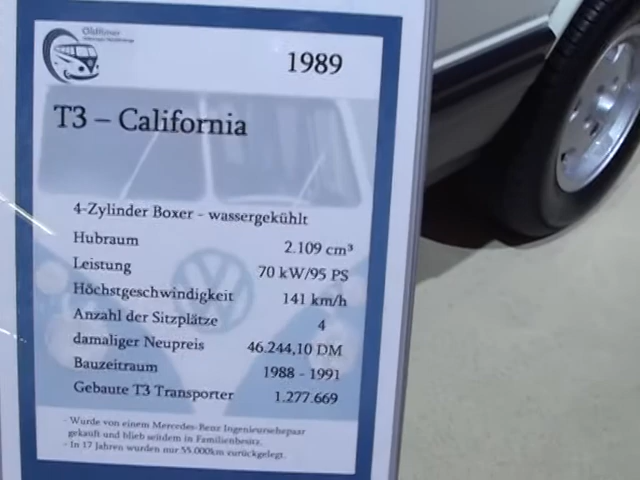 Oldtimer
1989
T3 – California
4-Zylinder Boxer - wassergekühlt
Hubraum 2.109 cm³
Leistung 70 kW/95 PS
Höchstgeschwindigkeit 141 km/h
Anzahl der Sitzplätze 4
damaliger Neupreis 46.244,10 DM
Bauzeitraum 1988 - 1991
Gebaute T3 Transporter 1.277.669
- Wurde von einem Mercedes-Benz Ingenieursehepaar
gekauft und blieb seitdem in Familienbesitz.
- In 17 Jahren wurden nur 55.000km zurückgelegt.